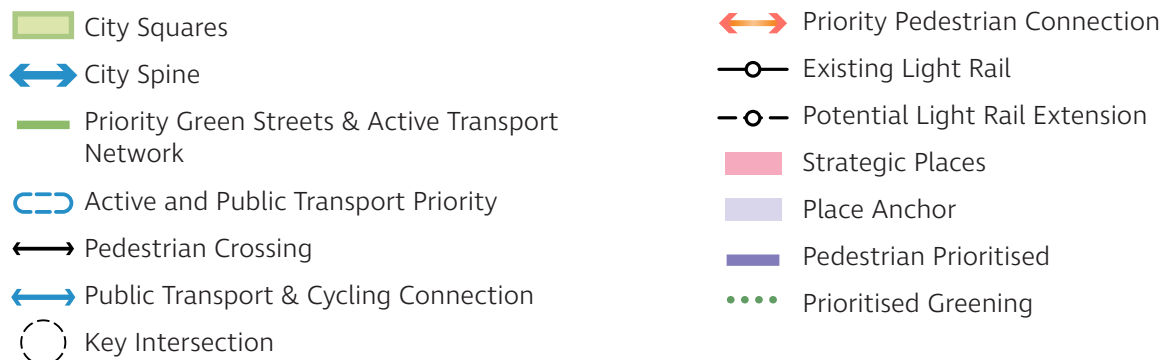 City Squares
City Spine
Priority Green Streets & Active Transport
Network
Active and Public Transport Priority
Pedestrian Crossing
Public Transport & Cycling Connection
Key Intersection
Priority Pedestrian Connection
Existing Light Rail
Potential Light Rail Extension
Strategic Places
Place Anchor
Pedestrian Prioritised
Prioritised Greening